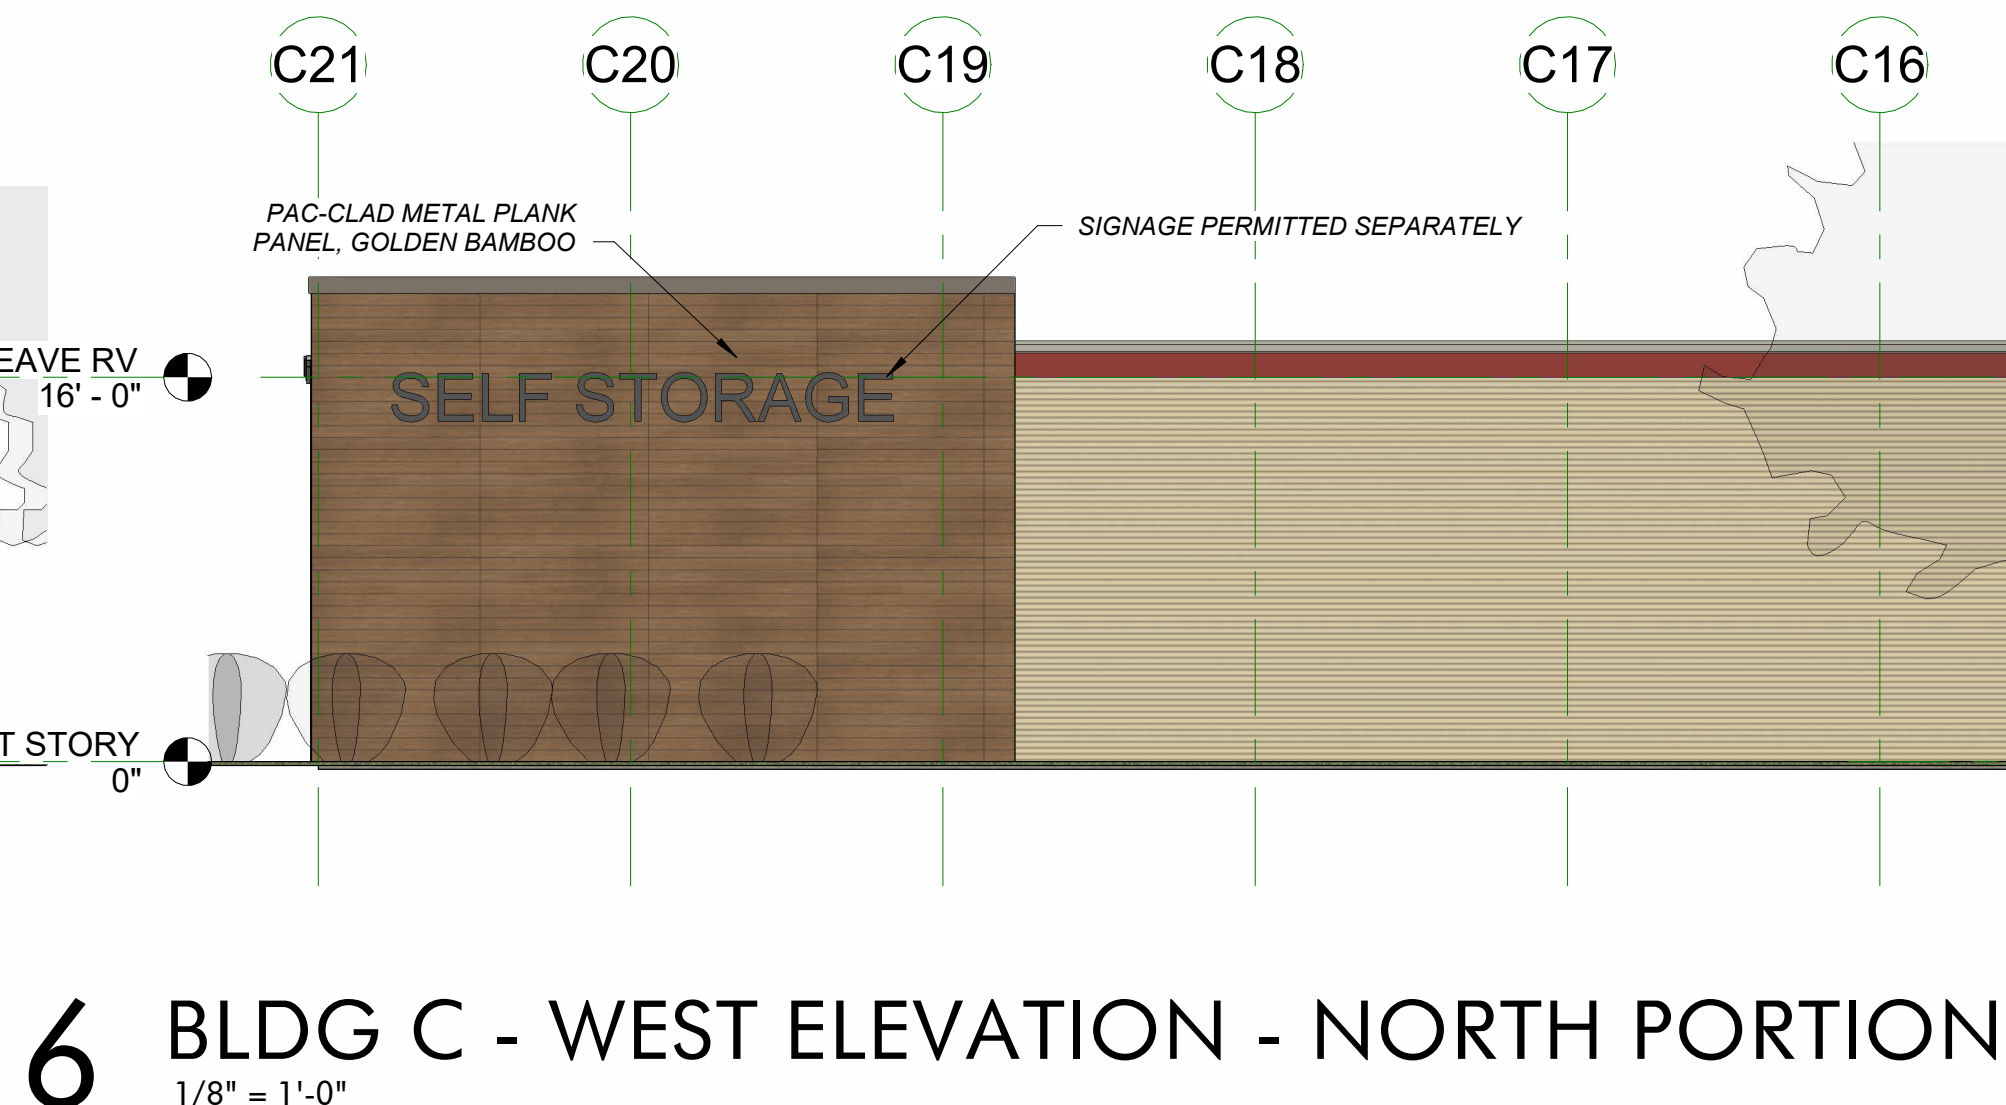 C21 C20 C19 C18 C17 C16
PAC-CLAD METAL PLANK
PANEL, GOLDEN BAMBOO
SIGNAGE PERMITTED SEPARATELY
EAVE RV
16' - 0"
SELF STORAGE
T STORY
0"
6 BLDG C - WEST ELEVATION - NORTH PORTION
1/8" = 1'-0"